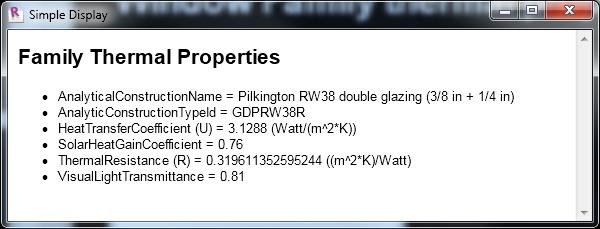 Simple Display
Family Thermal Properties
AnalyticalConstructionName = Pilkington RW38 double glazing (3/8 in + 1/4 in)
AnalyticConstructionTypeId = GDPRW38R
HeatTransferCoefficient (U) = 3.1288 (Watt/(m^2*K))
SolarHeatGainCoefficient = 0.76
ThermalResistance (R) = 0.319611352595244 ((m^2*K)/Watt)
VisualLightTransmittance = 0.81